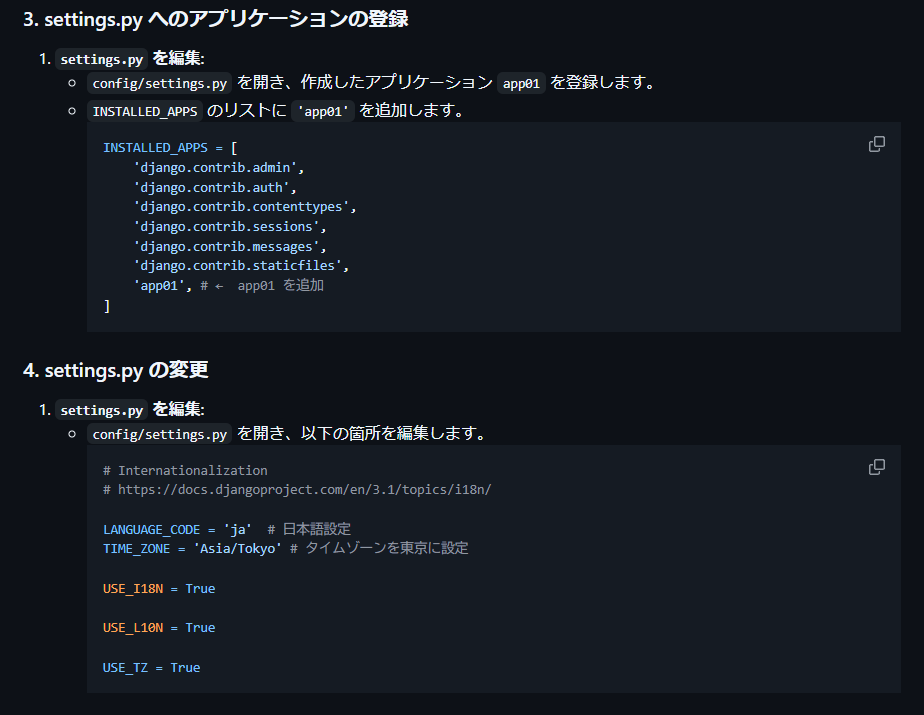 3. settings.py へのアプリケーションの登録
1. settings.py を編集:
config/settings.py を開き、作成したアプリケーション app01 を登録します。
INSTALLED_APPS のリストに 'app01' を追加します。
INSTALLED_APPS = [
    'django.contrib.admin',
    'django.contrib.auth',
    'django.contrib.contenttypes',
    'django.contrib.sessions',
    'django.contrib.messages',
    'django.contrib.staticfiles',
    'app01', # ← app01 を追加
]
4. settings.py の変更
1. settings.py を編集:
config/settings.py を開き、以下の箇所を編集します。
# Internationalization
# https://docs.djangoproject.com/en/3.1/topics/i18n/
LANGUAGE_CODE = 'ja'  # 日本語設定
TIME_ZONE = 'Asia/Tokyo' # タイムゾーンを東京に設定
USE_I18N = True
USE_L10N = True
USE_TZ = True